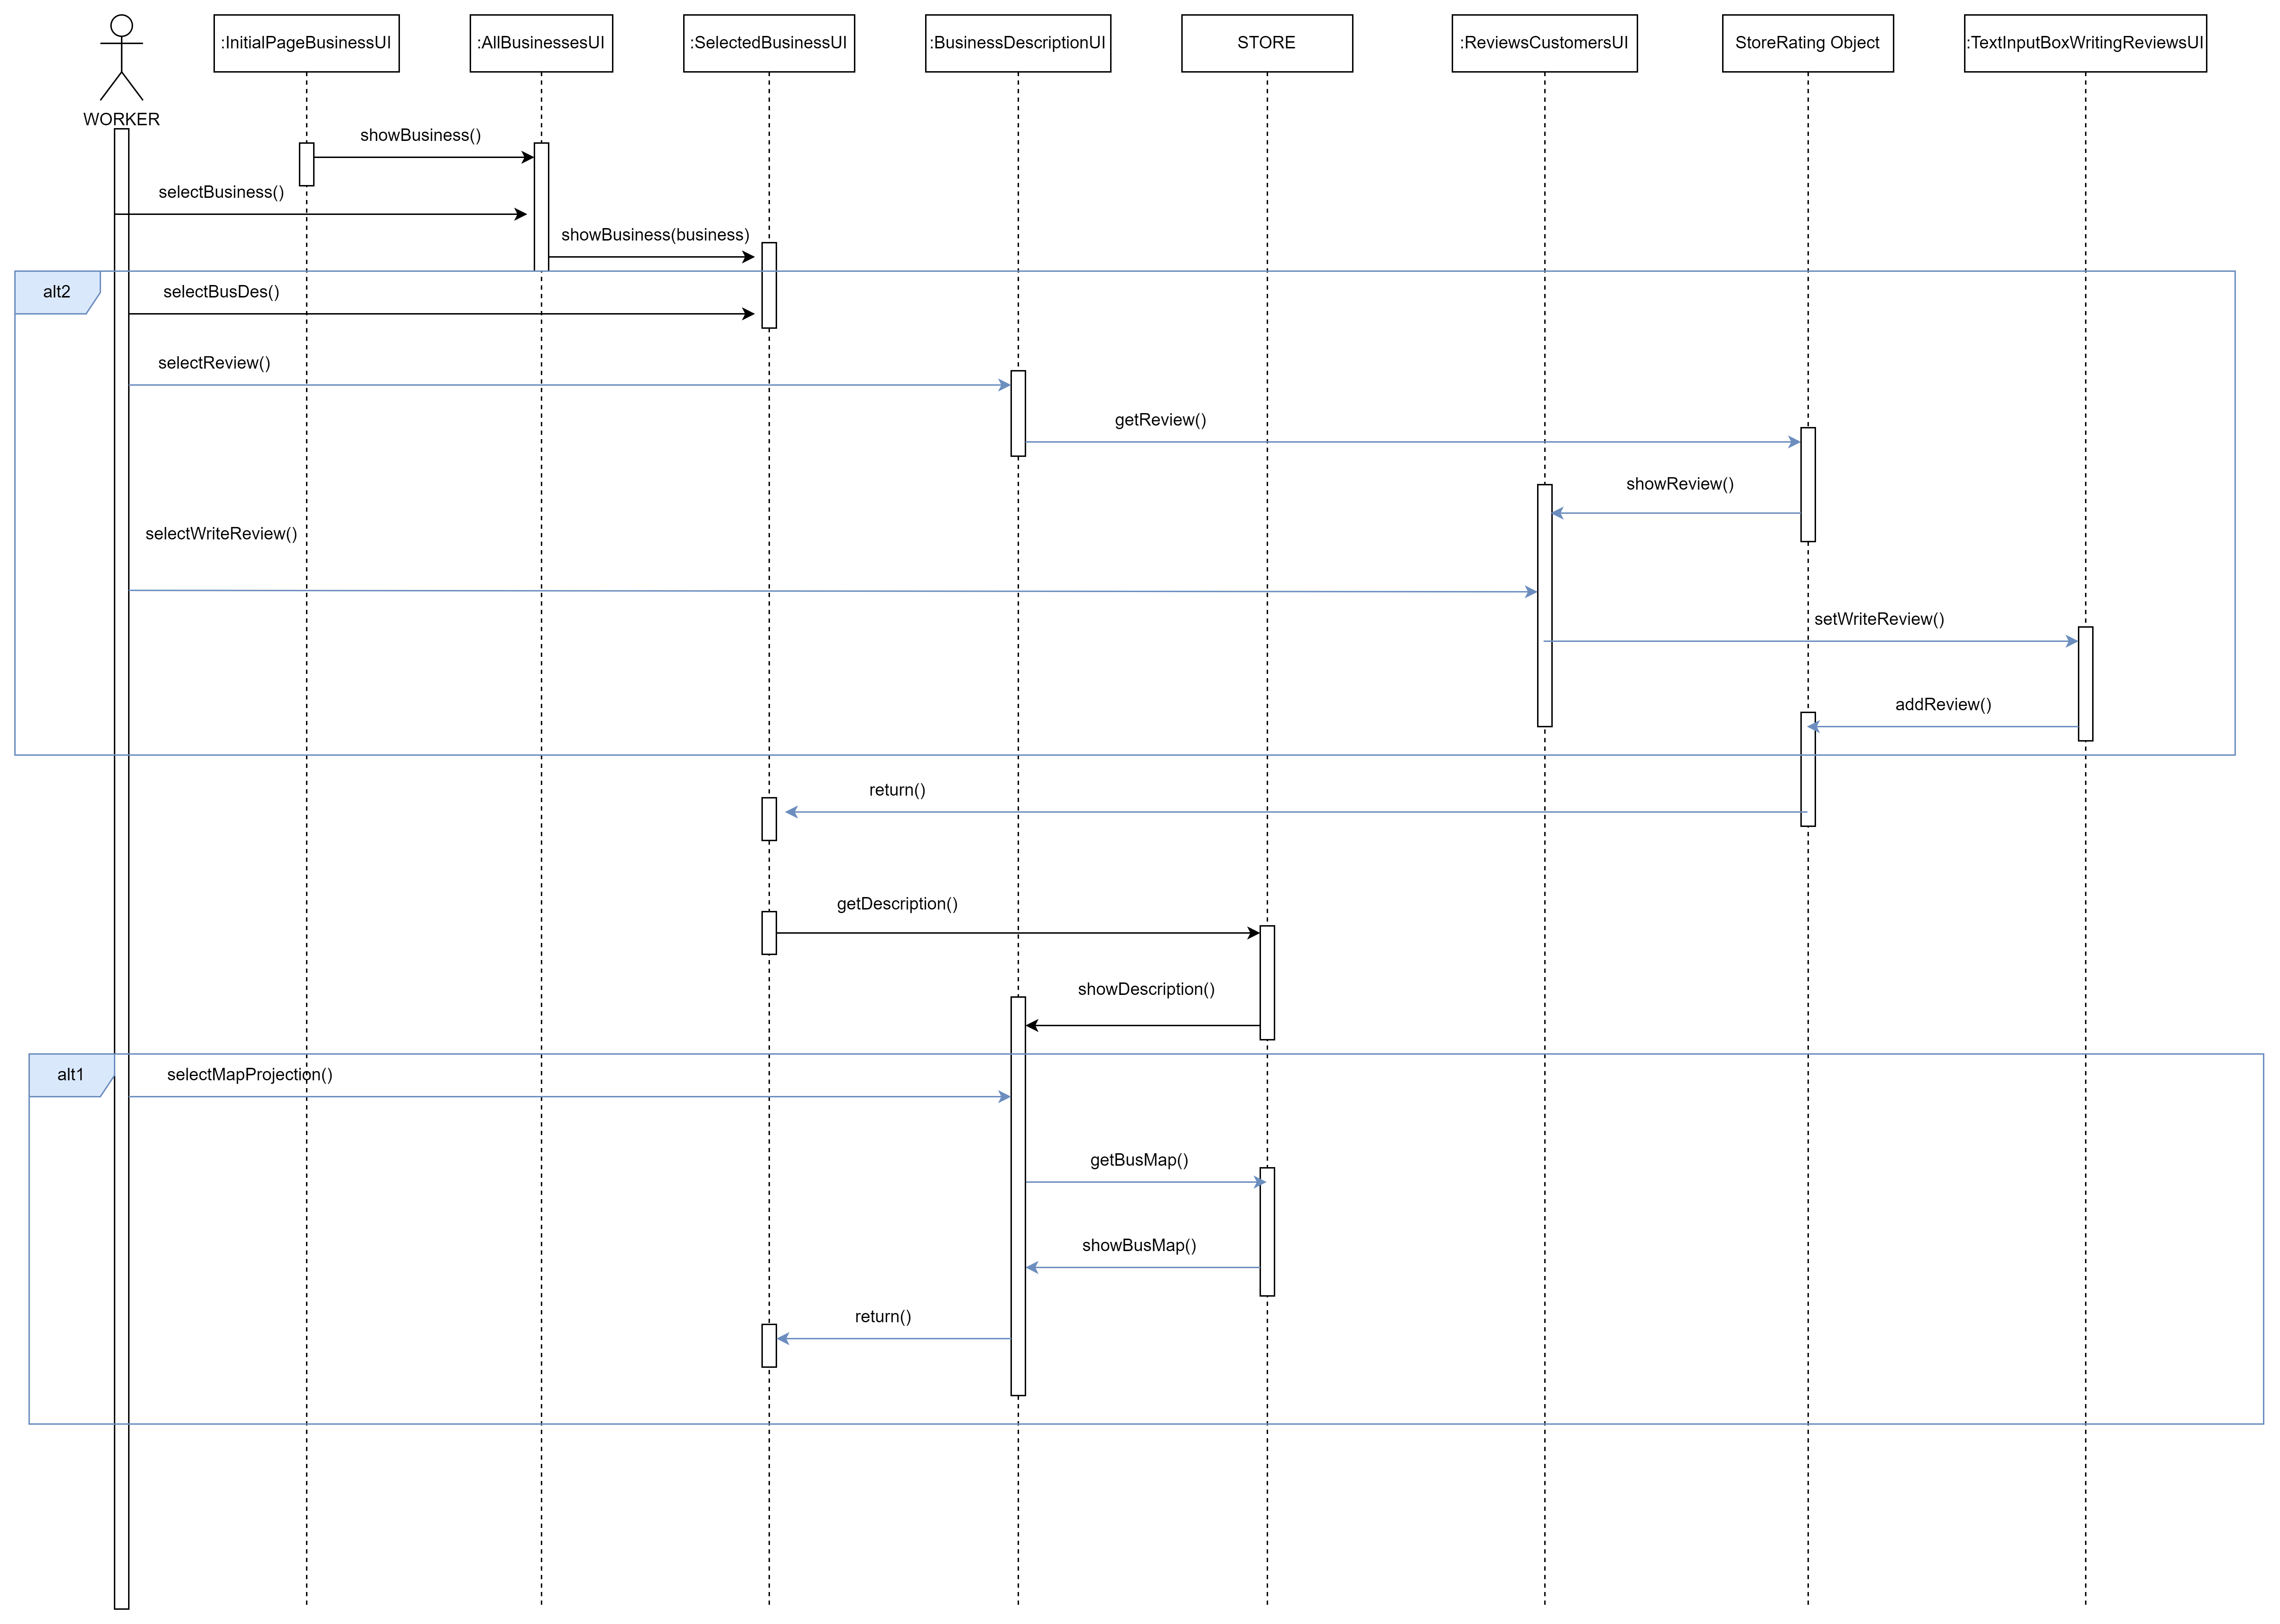 :InitialPageBusinessUI
:AllBusinessesUI
:SelectedBusinessUI
:BusinessDescriptionUI
STORE
:ReviewsCustomersUI
StoreRating Object
:TextInputBoxWritingReviewsUI
WORKER
showBusiness()
selectBusiness()
showBusiness(business)
alt2
selectBusDes()
selectReview()
getReview()
showReview()
selectWriteReview()
setWriteReview()
addReview()
return()
getDescription()
showDescription()
alt1
selectMapProjection()
getBusMap()
showBusMap()
return()